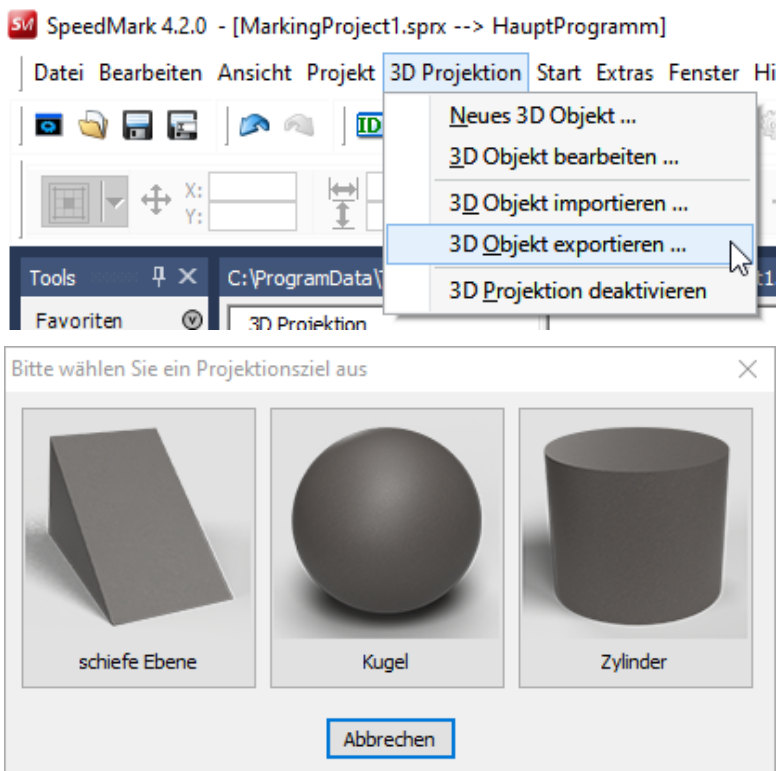 SpeedMark 4.2.0 - [MarkingProject1.sprx --> HauptProgramm]
Datei Bearbeiten Ansicht Projekt 3D Projektion Start Extras Fenster
ID
Neues 3D Objekt ...
3D Objekt bearbeiten ...
X:
Y:
3D Objekt importieren ...
3D Objekt exportieren ...
3D Projektion deaktivieren
Tools
C:\ProgramData\
Favoriten
3D Projektion
Bitte wählen Sie ein Projektionsziel aus
schiefe Ebene
Kugel
Zylinder
Abbrechen